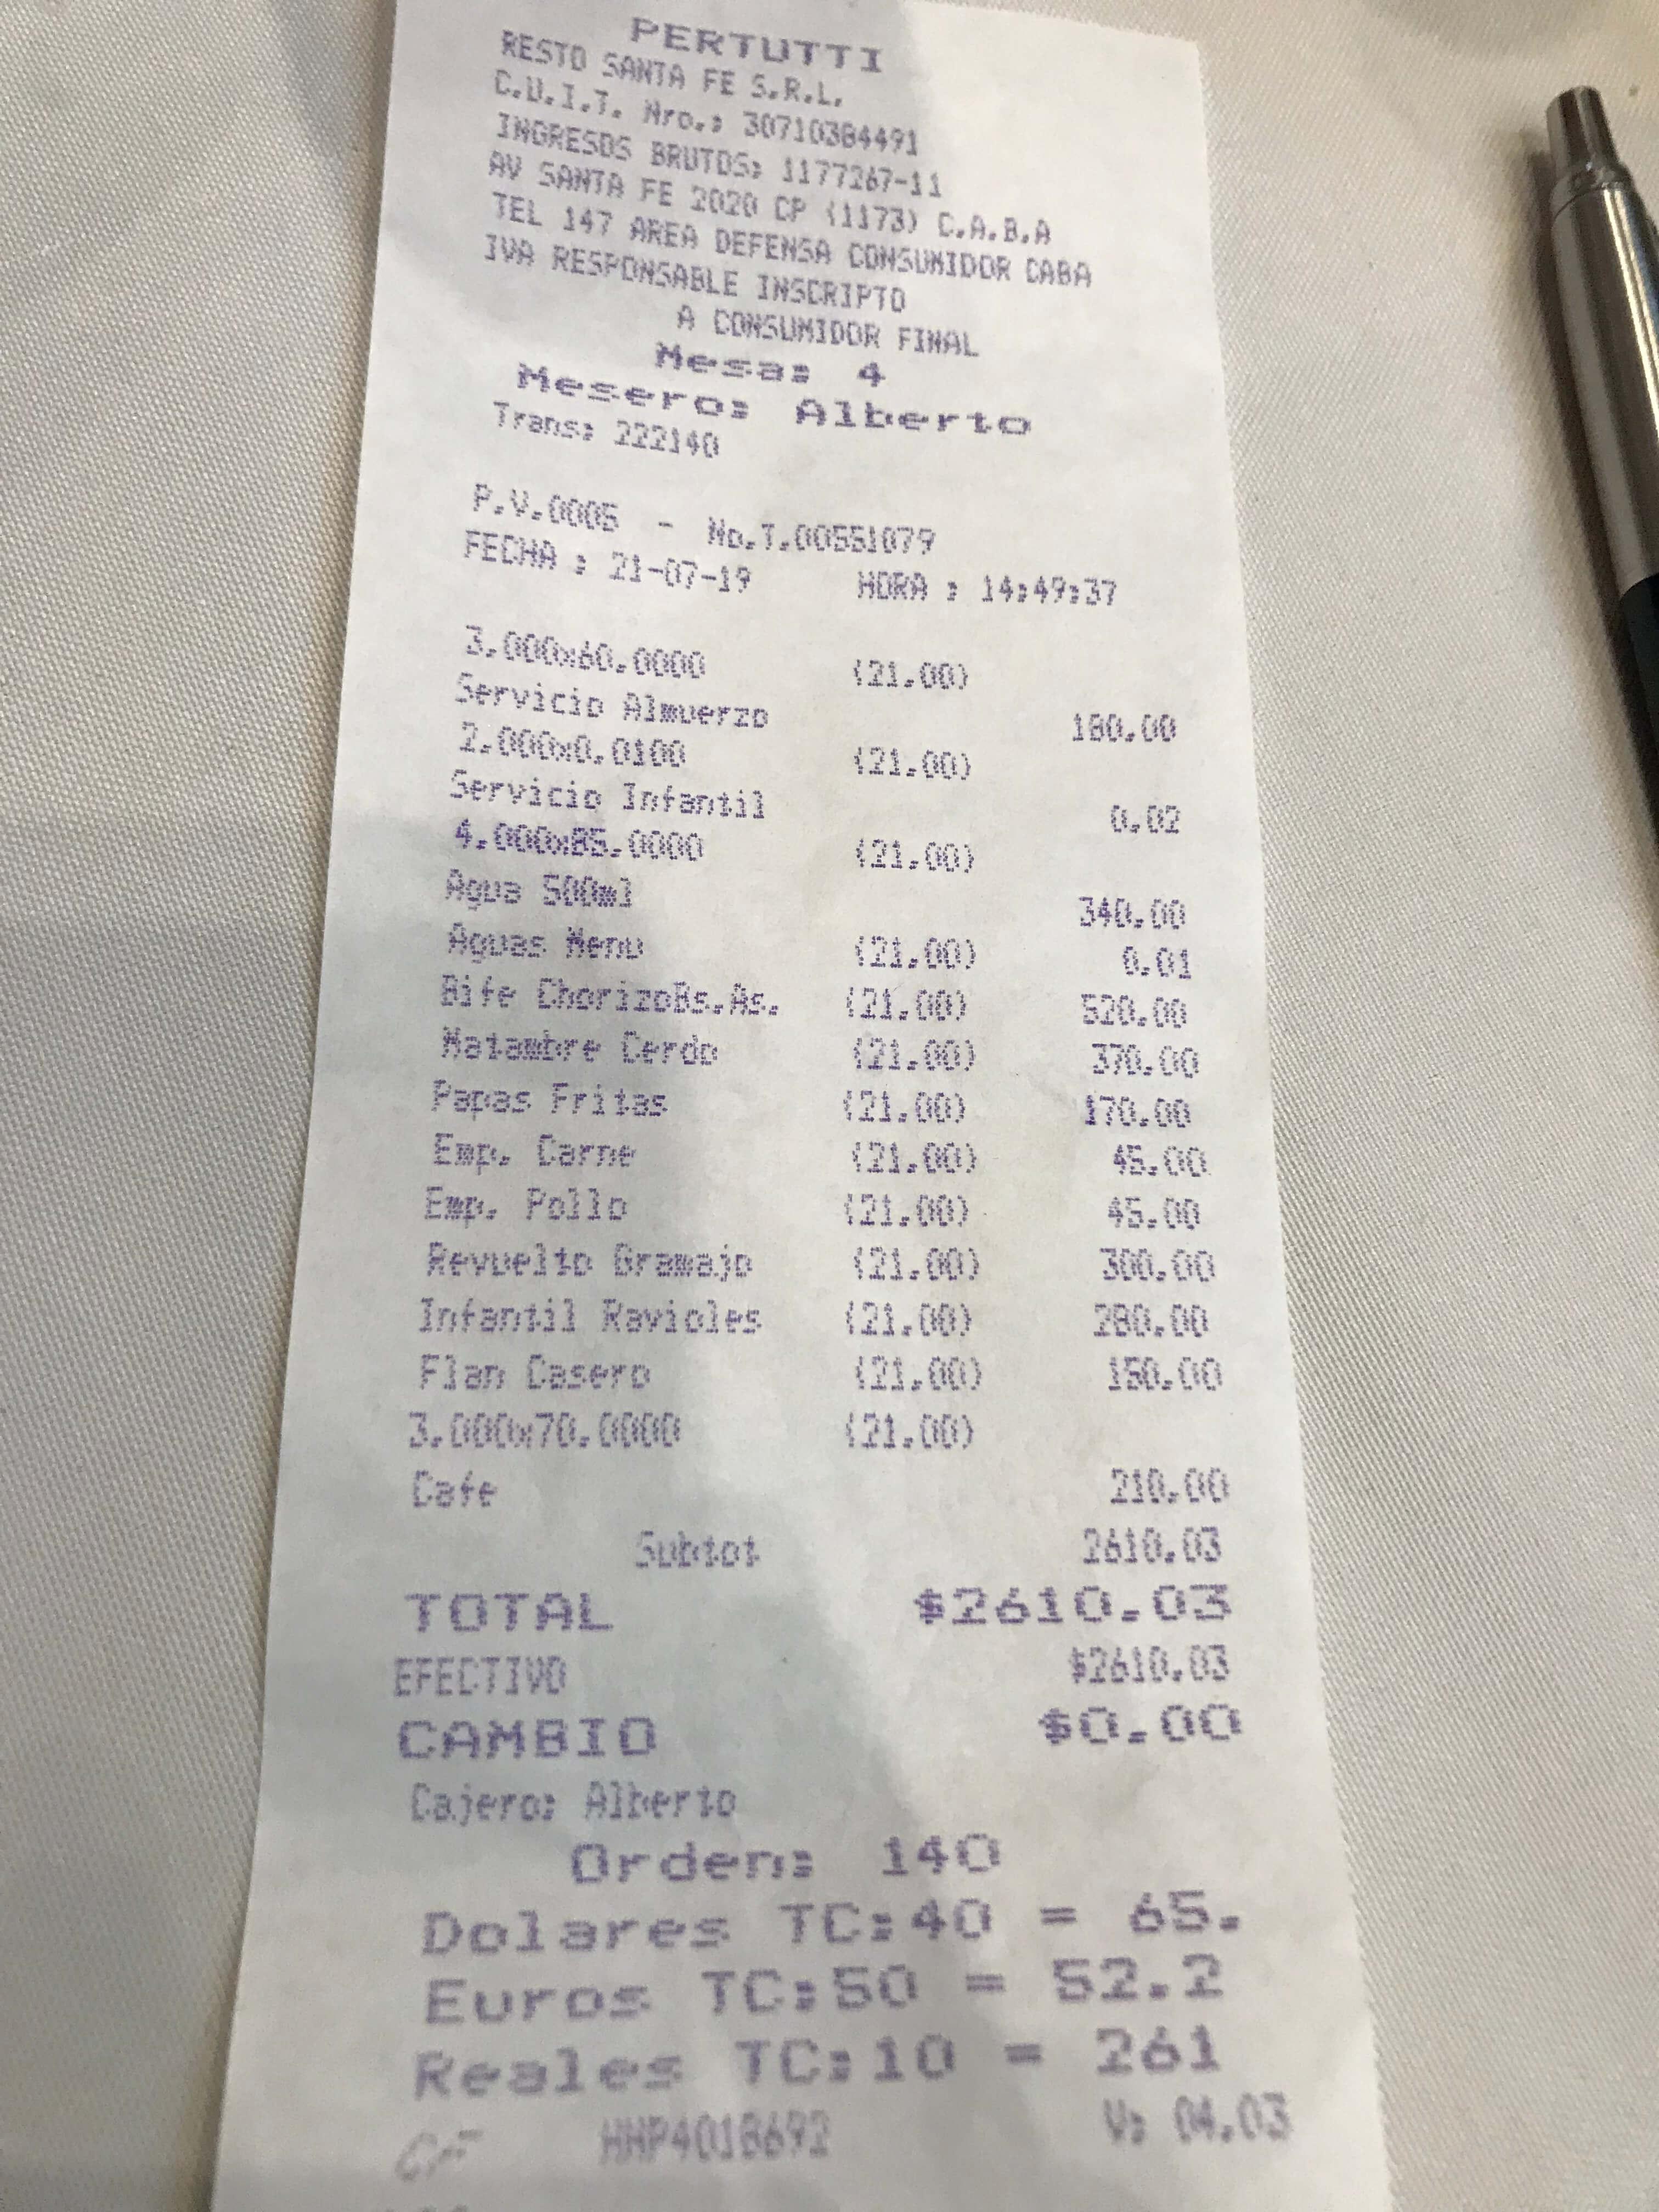 PERTUTTI
RESTO SANTA FE S.R.L.
C.U.I.T. Nro.: 30710384491
INGRESOS BRUTOS: 1177267-11
AV SANTA FE 2020 CP (1173) C.A.B.A
TEL 147 AREA DEFENSA CONSUMIDOR CABA
IVA RESPONSABLE INSCRIPTO
A CONSUMIDOR FINAL
Mesa: 4
Mesero: Alberto
Trans: 222140
P.V.0005 - No.T.00551079
FECHA : 21-07-19 HORA : 14:49:37
3.000x60.0000 (21.00)
Servicio Almuerzo 180.00
2.000x0.0100 (21.00)
Servicio Infantil 0.02
4.000x85.0000 (21.00)
Agua 500ml 340.00
Aguas Menu (21.00) 0.01
Bife ChorizoBs.As. (21.00) 520.00
Matambre Cerdo (21.00) 370.00
Papas Fritas (21.00) 170.00
Emp. Carne (21.00) 45.00
Emp. Pollo (21.00) 45.00
Revuelto Gramajo (21.00) 300.00
Infantil Ravioles (21.00) 280.00
Flan Casero (21.00) 150.00
3.000x70.0000 (21.00)
Cafe 210.00
Subtot 2610.03
TOTAL $2610.03
EFECTIVO $2610.03
CAMBIO $0.00
Cajero: Alberto
Orden: 140
Dolares TC:40 = 65.
Euros TC:50 = 52.2
Reales TC:10 = 261
CF HHP4018692 V: 04.03